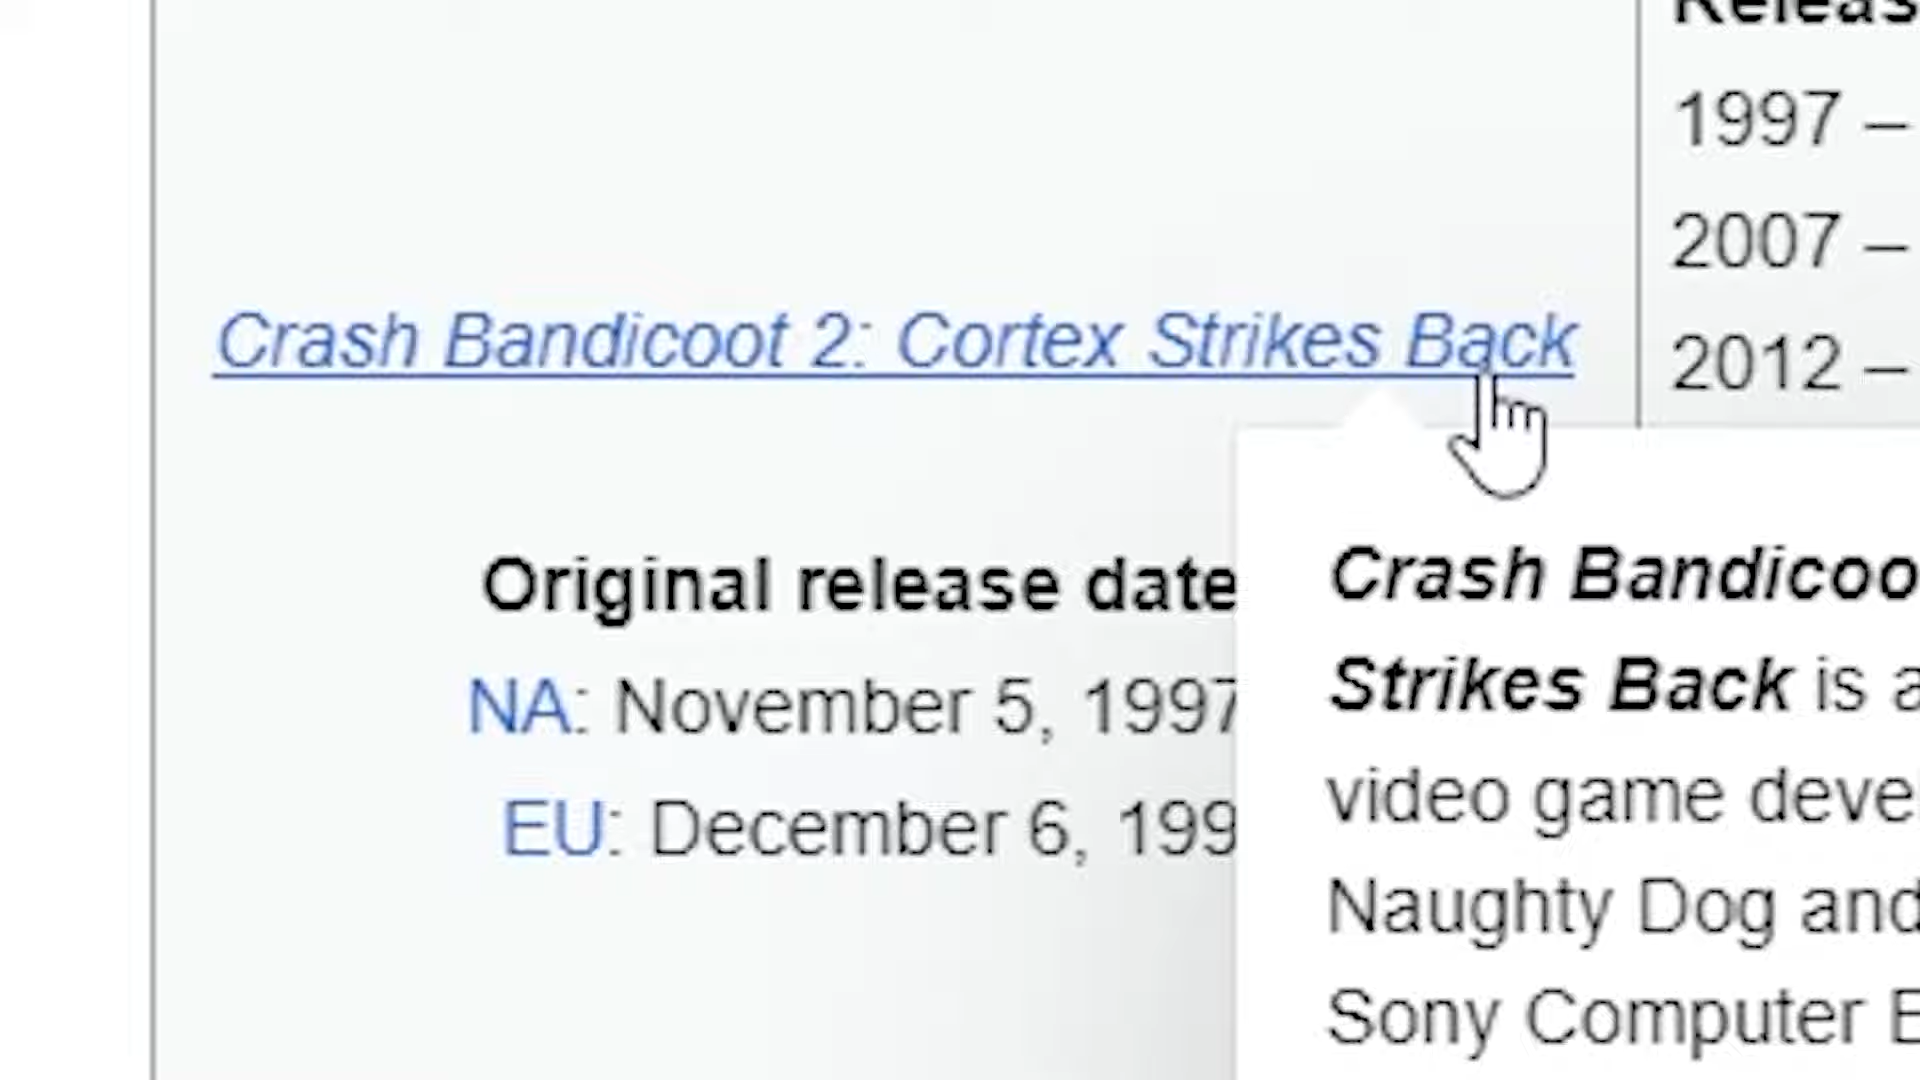 Releas
1997 –
2007 –
Crash Bandicoot 2: Cortex Strikes Back
2012 –
Original release date
NA: November 5, 1997
EU: December 6, 199
Crash Bandicoo
Strikes Back is a
video game deve
Naughty Dog and
Sony Computer E